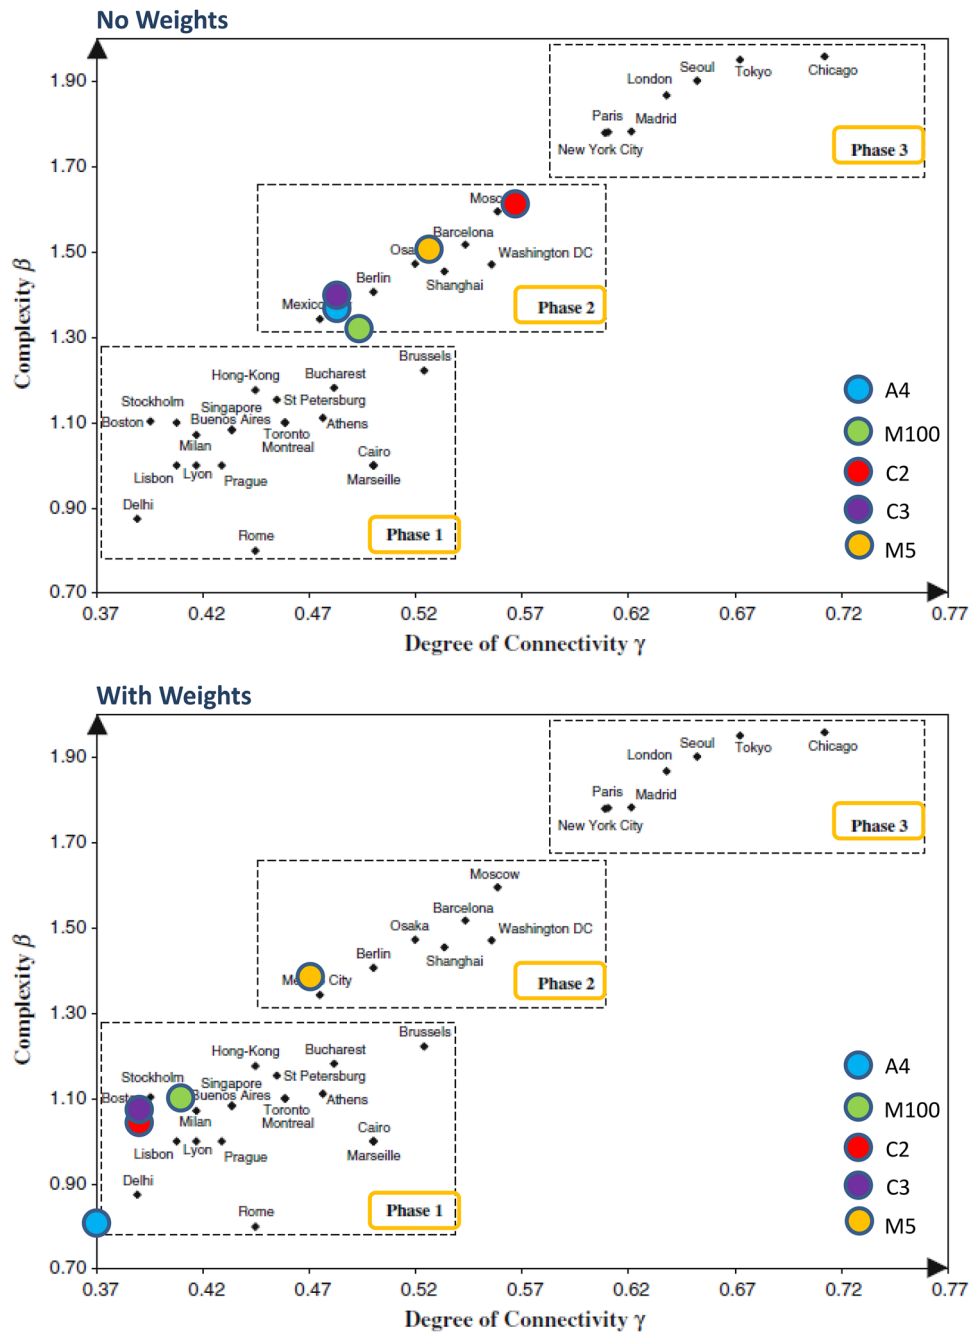 No Weights
1.90
1.70
1.50
1.30
1.10
0.90
0.70
Complexity β
London
Seoul
Tokyo
Chicago
Paris
Madrid
New York City
Phase 3
Barcelona
Washington DC
Shanghai
Berlin
Phase 2
Brussels
Hong-Kong
Bucharest
Stockholm
Singapore
St Petersburg
Boston
Buenos Aires
Athens
Toronto
Montreal
Milan
Lisbon
Lyon
Prague
Cairo
Marseille
Delhi
Rome
Phase 1
A4
M100
C2
C3
M5
0.37
0.42
0.47
0.52
0.57
0.62
0.67
0.72
0.77
Degree of Connectivity γ
With Weights
1.90
1.70
1.50
1.30
1.10
0.90
0.70
Complexity β
London
Seoul
Tokyo
Chicago
Paris
Madrid
New York City
Phase 3
Moscow
Barcelona
Osaka
Washington DC
Shanghai
Berlin
City
Phase 2
Brussels
Hong-Kong
Bucharest
Stockholm
Singapore
St Petersburg
Buenos Aires
Athens
Toronto
Montreal
Milan
Lisbon
Lyon
Prague
Cairo
Marseille
Delhi
Rome
Phase 1
A4
M100
C2
C3
M5
0.37
0.42
0.47
0.52
0.57
0.62
0.67
0.72
0.77
Degree of Connectivity γ